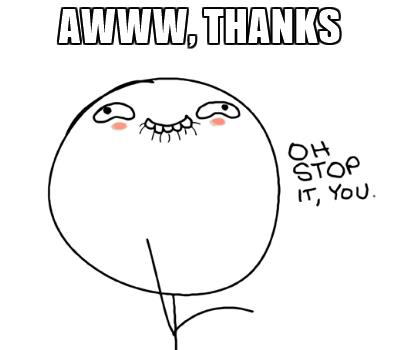 AWWW, THANKS
OH
STOP
IT, YOU.